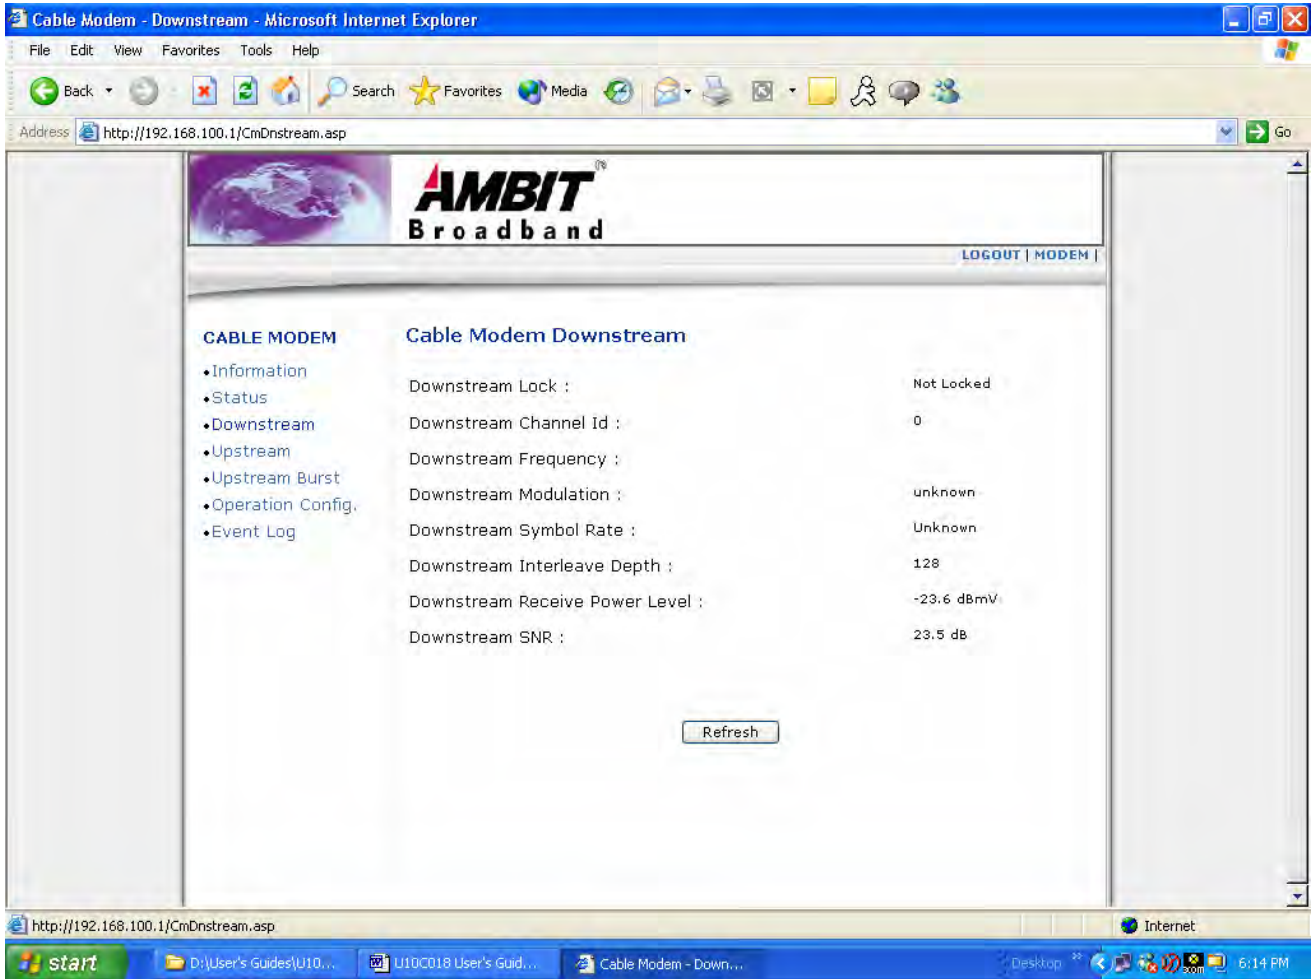 Cable Modem - Downstream - Microsoft Internet Explorer
File Edit View Favorites Tools Help
Back Search Favorites Media
Address http://192.168.100.1/CmDnstream.asp Go
AMBIT®
Broadband
LOGOUT | MODEM |
CABLE MODEM
•Information
•Status
•Downstream
•Upstream
•Upstream Burst
•Operation Config.
•Event Log
Cable Modem Downstream
Downstream Lock : Not Locked
Downstream Channel Id : 0
Downstream Frequency :
Downstream Modulation : unknown
Downstream Symbol Rate : Unknown
Downstream Interleave Depth : 128
Downstream Receive Power Level : -23.6 dBmV
Downstream SNR : 23.5 dB
Refresh
http://192.168.100.1/CmDnstream.asp Internet
start D:\User's Guides\U10... U10C018 User's Guid... Cable Modem - Down... Desktop » 6:14 PM